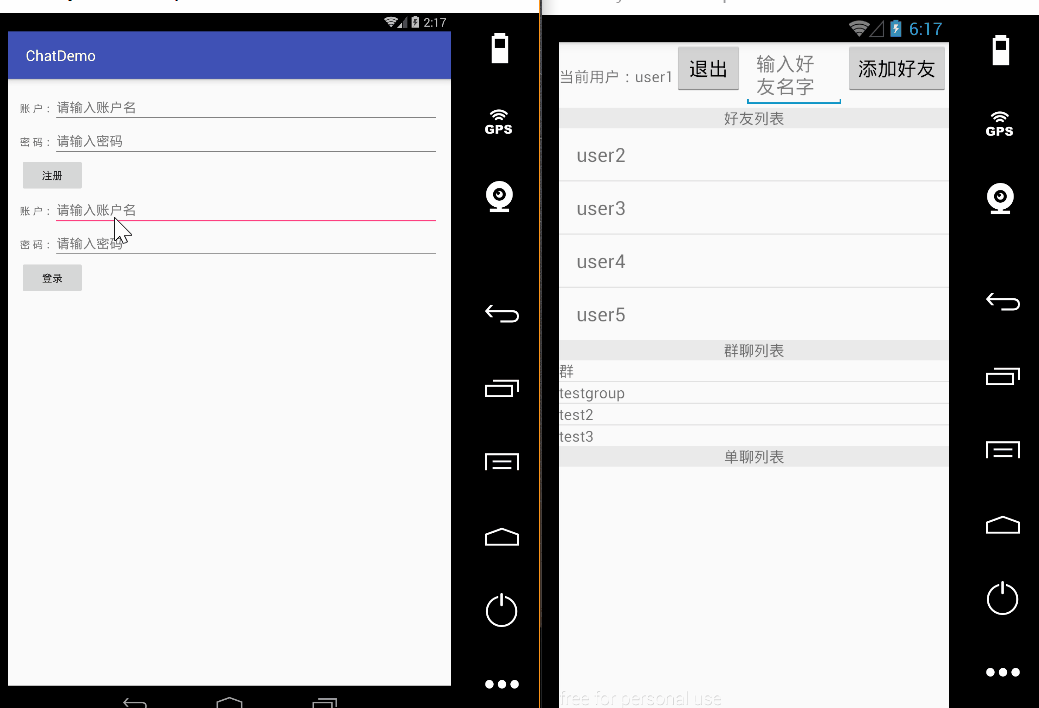 2:17
ChatDemo
账户： 请输入账户名
密码： 请输入密码
注册
账户： 请输入账户名
密码： 请输入密码
登录
GPS
6:17
当前用户：user1
退出
输入好
友名字
添加好友
好友列表
user2
user3
user4
user5
群聊列表
群
testgroup
test2
test3
单聊列表
free for personal use
GPS